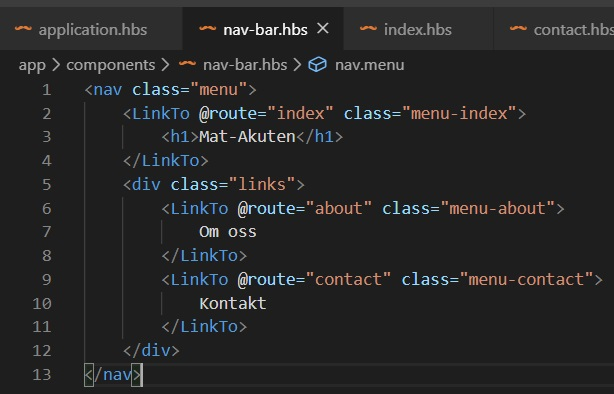 application.hbs nav-bar.hbs × index.hbs contact.hbs
app > components > nav-bar.hbs > nav.menu
1 <nav class="menu">
2 <LinkTo @route="index" class="menu-index">
3 <h1>Mat-Akuten</h1>
4 </LinkTo>
5 <div class="links">
6 <LinkTo @route="about" class="menu-about">
7 Om oss
8 </LinkTo>
9 <LinkTo @route="contact" class="menu-contact">
10 Kontakt
11 </LinkTo>
12 </div>
13 </nav>